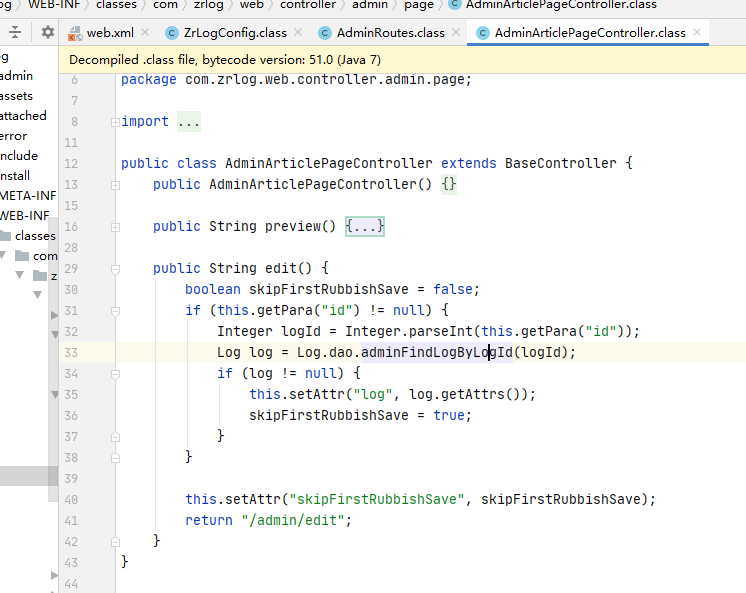 og > WEB-INF > classes > com > zrlog > web > controller > admin > page > AdminArticlePageController.class
web.xml ZrLogConfig.class AdminRoutes.class AdminArticlePageController.class
Decompiled .class file, bytecode version: 51.0 (Java 7)
og
admin
assets
attached
error
include
install
META-INF
WEB-INF
classes
com
z
6 package com.zrlog.web.controller.admin.page;
7
8 import ...
11
12 public class AdminArticlePageController extends BaseController {
13 public AdminArticlePageController() {}
15
16 public String preview() {...}
28
29 public String edit() {
30 boolean skipFirstRubbishSave = false;
31 if (this.getPara("id") != null) {
32 Integer logId = Integer.parseInt(this.getPara("id"));
33 Log log = Log.dao.adminFindLogByLogId(logId);
34 if (log != null) {
35 this.setAttr("log", log.getAttrs());
36 skipFirstRubbishSave = true;
37 }
38 }
39
40 this.setAttr("skipFirstRubbishSave", skipFirstRubbishSave);
41 return "/admin/edit";
42 }
43 }
44